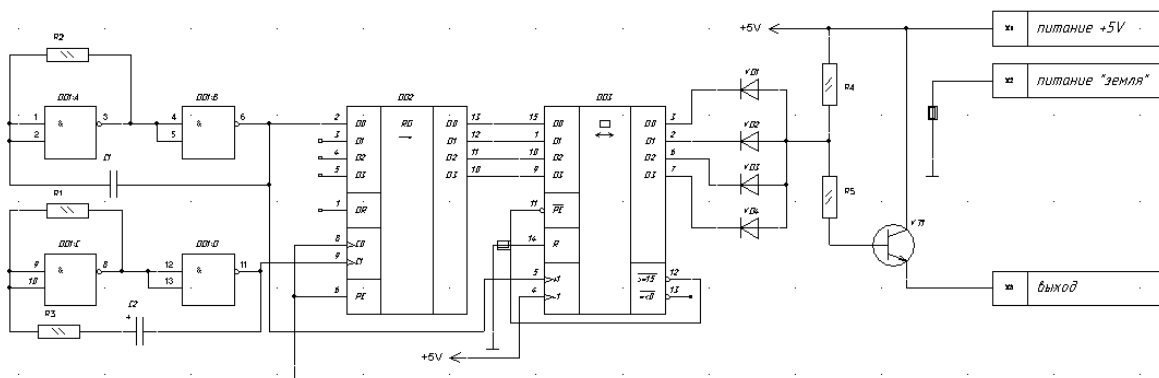 +5V
X1 питание +5V
X2 питание "земля"
X3 выход
R2
DD1:A
1
2
&
3
DD1:B
4
5
&
6
C1
R1
DD1:C
9
10
&
8
DD1:D
12
13
&
11
R3
C2
+
DD2
RG
2 D0
3 D1
4 D2
5 D3
1 DR
8 C0
9 C1
6 PE
D0 13
D1 12
D2 11
D3 10
DD3
15 D0
1 D1
10 D2
9 D3
11 PE
14 R
5 +1
4 -1
D0 3
D1 2
D2 6
D3 7
>=15 12
=<0 13
+5V
VD1
VD2
VD3
VD4
R4
R5
VT1